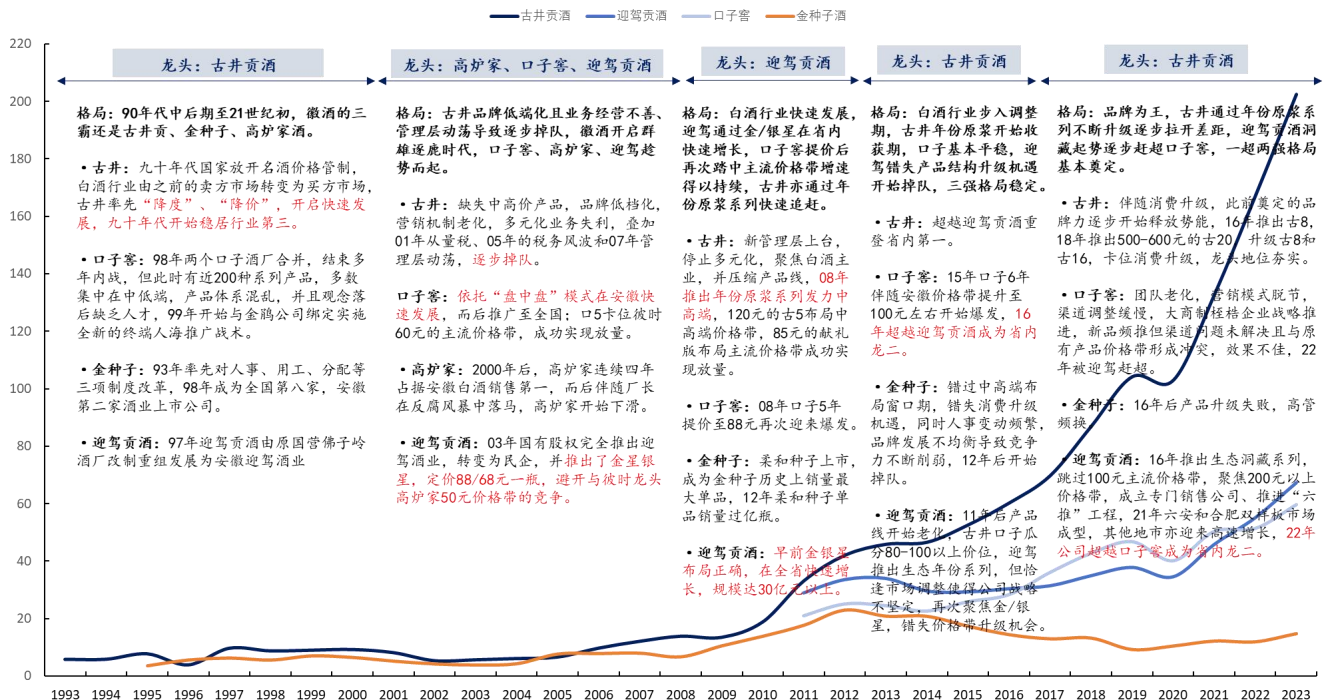 古井贡酒 迎驾贡酒 口子窖 金种子酒
220
200
180
160
140
120
100
80
60
40
20
0
龙头：古井贡酒
格局：90年代中后期至21世纪初，徽酒的三
霸还是古井贡、金种子、高炉家酒。
•古井：九十年代国家放开名酒价格管制，
白酒行业由之前的卖方市场转变为买方市场，
古井率先“降度”、“降价”，开启快速发
展，九十年代开始稳居行业第三。
•口子窖：98年两个口子酒厂合并，结束多
年内战，但此时有近200种系列产品，多数
集中在中低端，产品体系混乱，并且观念落
后缺乏人才，99年开始与金鹃公司绑定实施
全新的终端人海推广战术。
•金种子：93年率先对人事、用工、分配等
三项制度改革，98年成为全国第八家，安徽
第二家酒业上市公司。
•迎驾贡酒：97年迎驾贡酒由原国营佛子岭
酒厂改制重组发展为安徽迎驾酒业
龙头：高炉家、口子窖、迎驾贡酒
格局：古井品牌低端化且业务经营不善、
管理层动荡导致逐步掉队，徽酒开启群
雄逐鹿时代，口子窖、高炉家、迎驾趁
势而起。
•古井：缺失中高价产品，品牌低档化，
营销机制老化，多元化业务失利，叠加
01年从量税、05年的税务风波和07年管
理层动荡，逐步掉队。
口子窖：依托“盘中盘”模式在安徽快
速发展，而后推广至全国；口5卡位彼时
60元的主流价格带，成功实现放量。
•高炉家：2000年后，高炉家连续四年
占据安徽白酒销售第一，而后伴随厂长
在反腐风暴中落马，高炉家开始下滑。
•迎驾贡酒：03年国有股权完全推出迎
驾酒业，转变为民企，并推出了金星银
星，定价88/68元一瓶，避开与彼时龙头
高炉家50元价格带的竞争。
龙头：迎驾贡酒
格局：白酒行业快速发展，
迎驾通过金/银星在省内
快速增长，口子窖提价后
再次踏中主流价格带增速
得以持续，古井亦通过年
份原浆系列快速追赶。
•古井：新管理层上台，
停止多元化，聚焦白酒主
业，并压缩产品线，08年
推出年份原浆系列发力中
高端，120元的古5布局中
高端价格带，85元的献礼
版布局主流价格带成功实
现放量。
•口子窖：08年口子5年
提价至88元再次迎来爆发。
•金种子：柔和种子上市，
成为金种子历史上销量最
大单品，12年柔和种子单
品销量过亿瓶。
•迎驾贡酒：早前金银星
布局正确，在全省快速增
长，规模达30亿元以上。
龙头：古井贡酒
格局：白酒行业步入调整
期，古井年份原浆开始收
获期，口子基本平稳，迎
驾错失产品结构升级机遇
开始掉队，三强格局稳定。
•古井：超越迎驾贡酒重
登省内第一。
•口子窖：15年口子6年
伴随安徽价格带提升至
100元左右开始爆发，16
年超越迎驾贡酒成为省内
龙二。
•金种子：错过中高端布
局窗口期，错失消费升级
机遇，同时人事变动频繁，
品牌发展不均衡导致竞争
力不断削弱，12年后开始
掉队。
•迎驾贡酒：11年后产品
线开始老化，古井口子瓜
分80-100以上价位，迎驾
推出生态年份系列，但恰
逢市场调整使得公司战略
不坚定，再次聚焦金/银
星，错失价格带升级机会。
龙头：古井贡酒
格局：品牌为王，古井通过年份原浆系
列不断升级逐步拉开差距，迎驾贡酒洞
藏起势逐步赶超口子窖，一超两强格局
基本奠定。
•古井：伴随消费升级，此前奠定的品
牌力逐步开始释放势能，16年推出古8，
18年推出500-600元的古20，升级古8和
古16，卡位消费升级，龙头地位夯实。
•口子窖：团队老化，营销模式脱节，
渠道调整缓慢，大商制桎梏企业战略推
进，新品频推但渠道问题未解决且与原
有产品价格带形成冲突，效果不佳，22
年被迎驾赶超。
•金种子：16年后产品升级失败，高管
频换。
•迎驾贡酒：16年推出生态洞藏系列，
跳过100元主流价格带，聚焦200元以上
价格带，成立专门销售公司、推进“六
推”工程，21年六安和合肥双样板市场
成型，其他地市亦迎来高速增长，22年
公司超越口子窖成为省内龙二。
1993 1994 1995 1996 1997 1998 1999 2000 2001 2002 2003 2004 2005 2006 2007 2008 2009 2010 2011 2012 2013 2014 2015 2016 2017 2018 2019 2020 2021 2022 2023